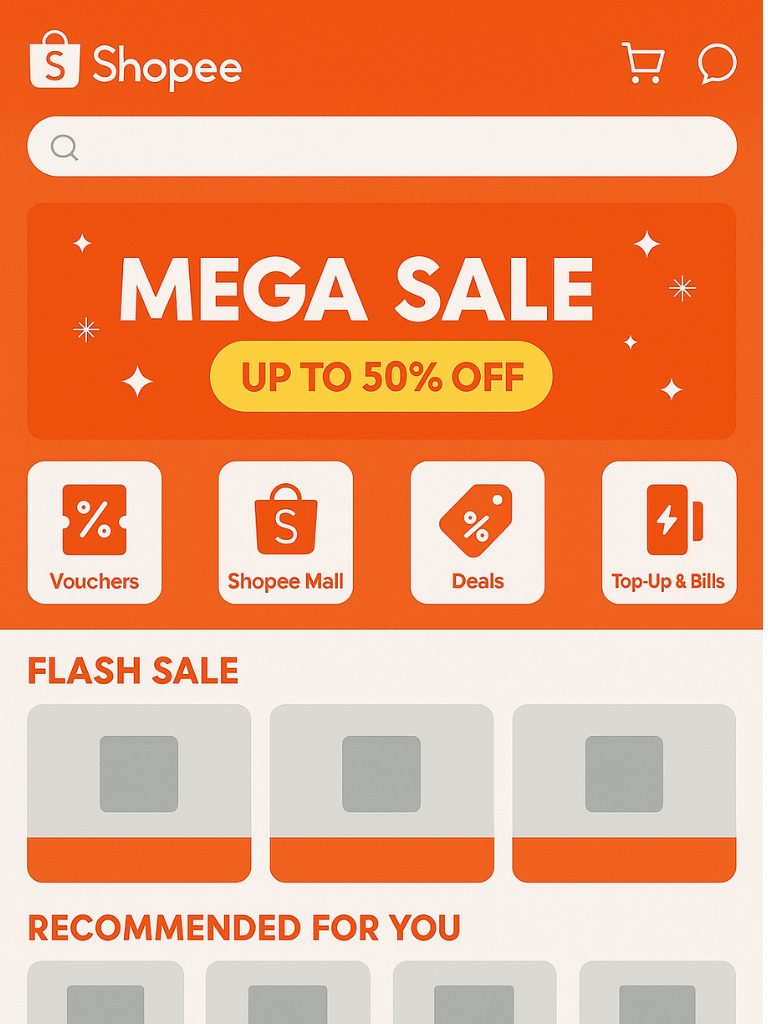 Shopee
MEGA SALE
UP TO 50% OFF
Vouchers
Shopee Mall
Deals
Top-Up & Bills
FLASH SALE
RECOMMENDED FOR YOU